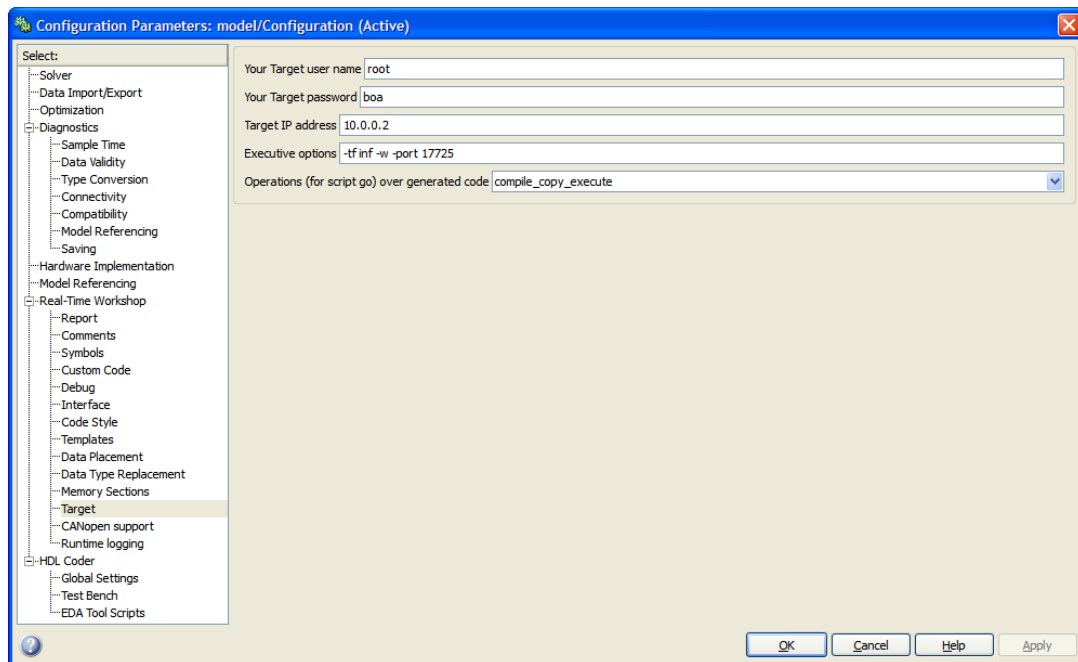 Configuration Parameters: model/Configuration (Active)
Select:
Solver
Data Import/Export
Optimization
Diagnostics
Sample Time
Data Validity
Type Conversion
Connectivity
Compatibility
Model Referencing
Saving
Hardware Implementation
Model Referencing
Real-Time Workshop
Report
Comments
Symbols
Custom Code
Debug
Interface
Code Style
Templates
Data Placement
Data Type Replacement
Memory Sections
Target
CANopen support
Runtime logging
HDL Coder
Global Settings
Test Bench
EDA Tool Scripts
Your Target user name root
Your Target password boa
Target IP address 10.0.0.2
Executive options -tf inf -w -port 17725
Operations (for script go) over generated code compile_copy_execute
OK Cancel Help Apply